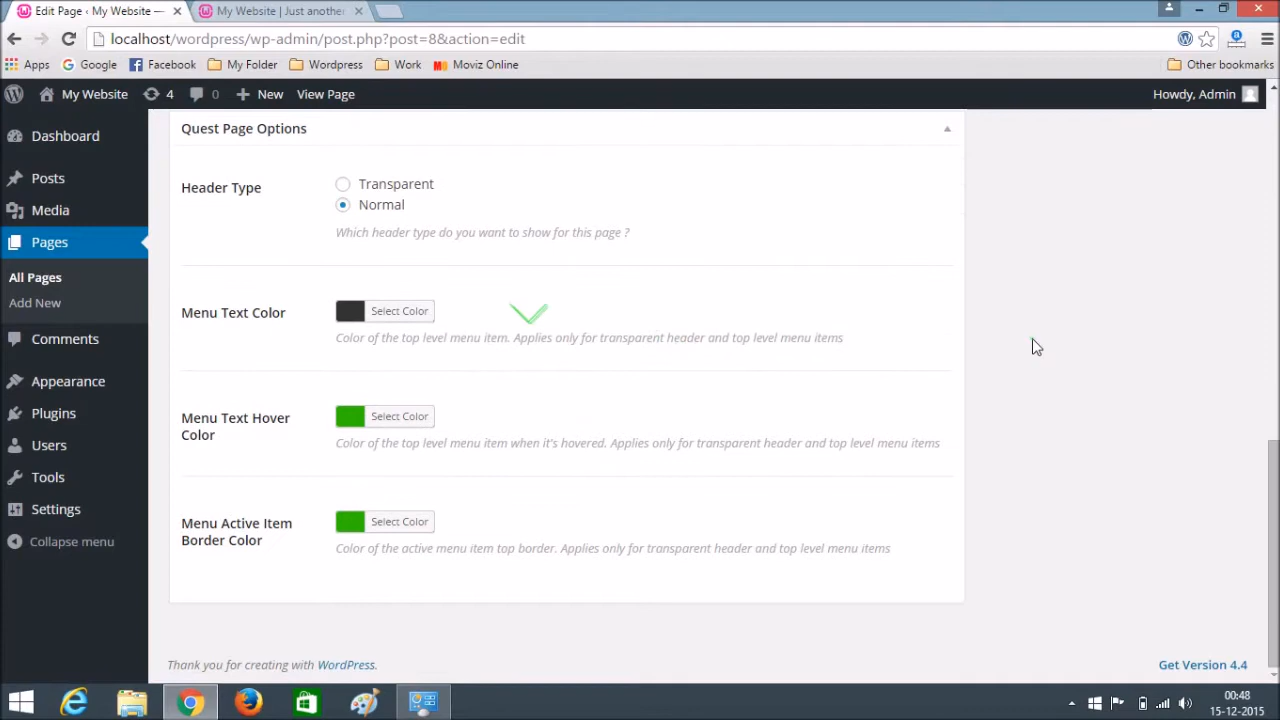 Edit Page ‹ My Website —
My Website | Just another
localhost/wordpress/wp-admin/post.php?post=8&action=edit
Apps Google Facebook My Folder Wordpress Work Moviz Online Other bookmarks
My Website 4 0 New View Page Howdy, Admin
Dashboard
Posts
Media
Pages
All Pages
Add New
Comments
Appearance
Plugins
Users
Tools
Settings
Collapse menu
Quest Page Options
Header Type
Transparent
Normal
Which header type do you want to show for this page ?
Menu Text Color
Select Color
Color of the top level menu item. Applies only for transparent header and top level menu items
Menu Text Hover
Color
Select Color
Color of the top level menu item when it's hovered. Applies only for transparent header and top level menu items
Menu Active Item
Border Color
Select Color
Color of the active menu item top border. Applies only for transparent header and top level menu items
Thank you for creating with WordPress.
Get Version 4.4
00:48
15-12-2015